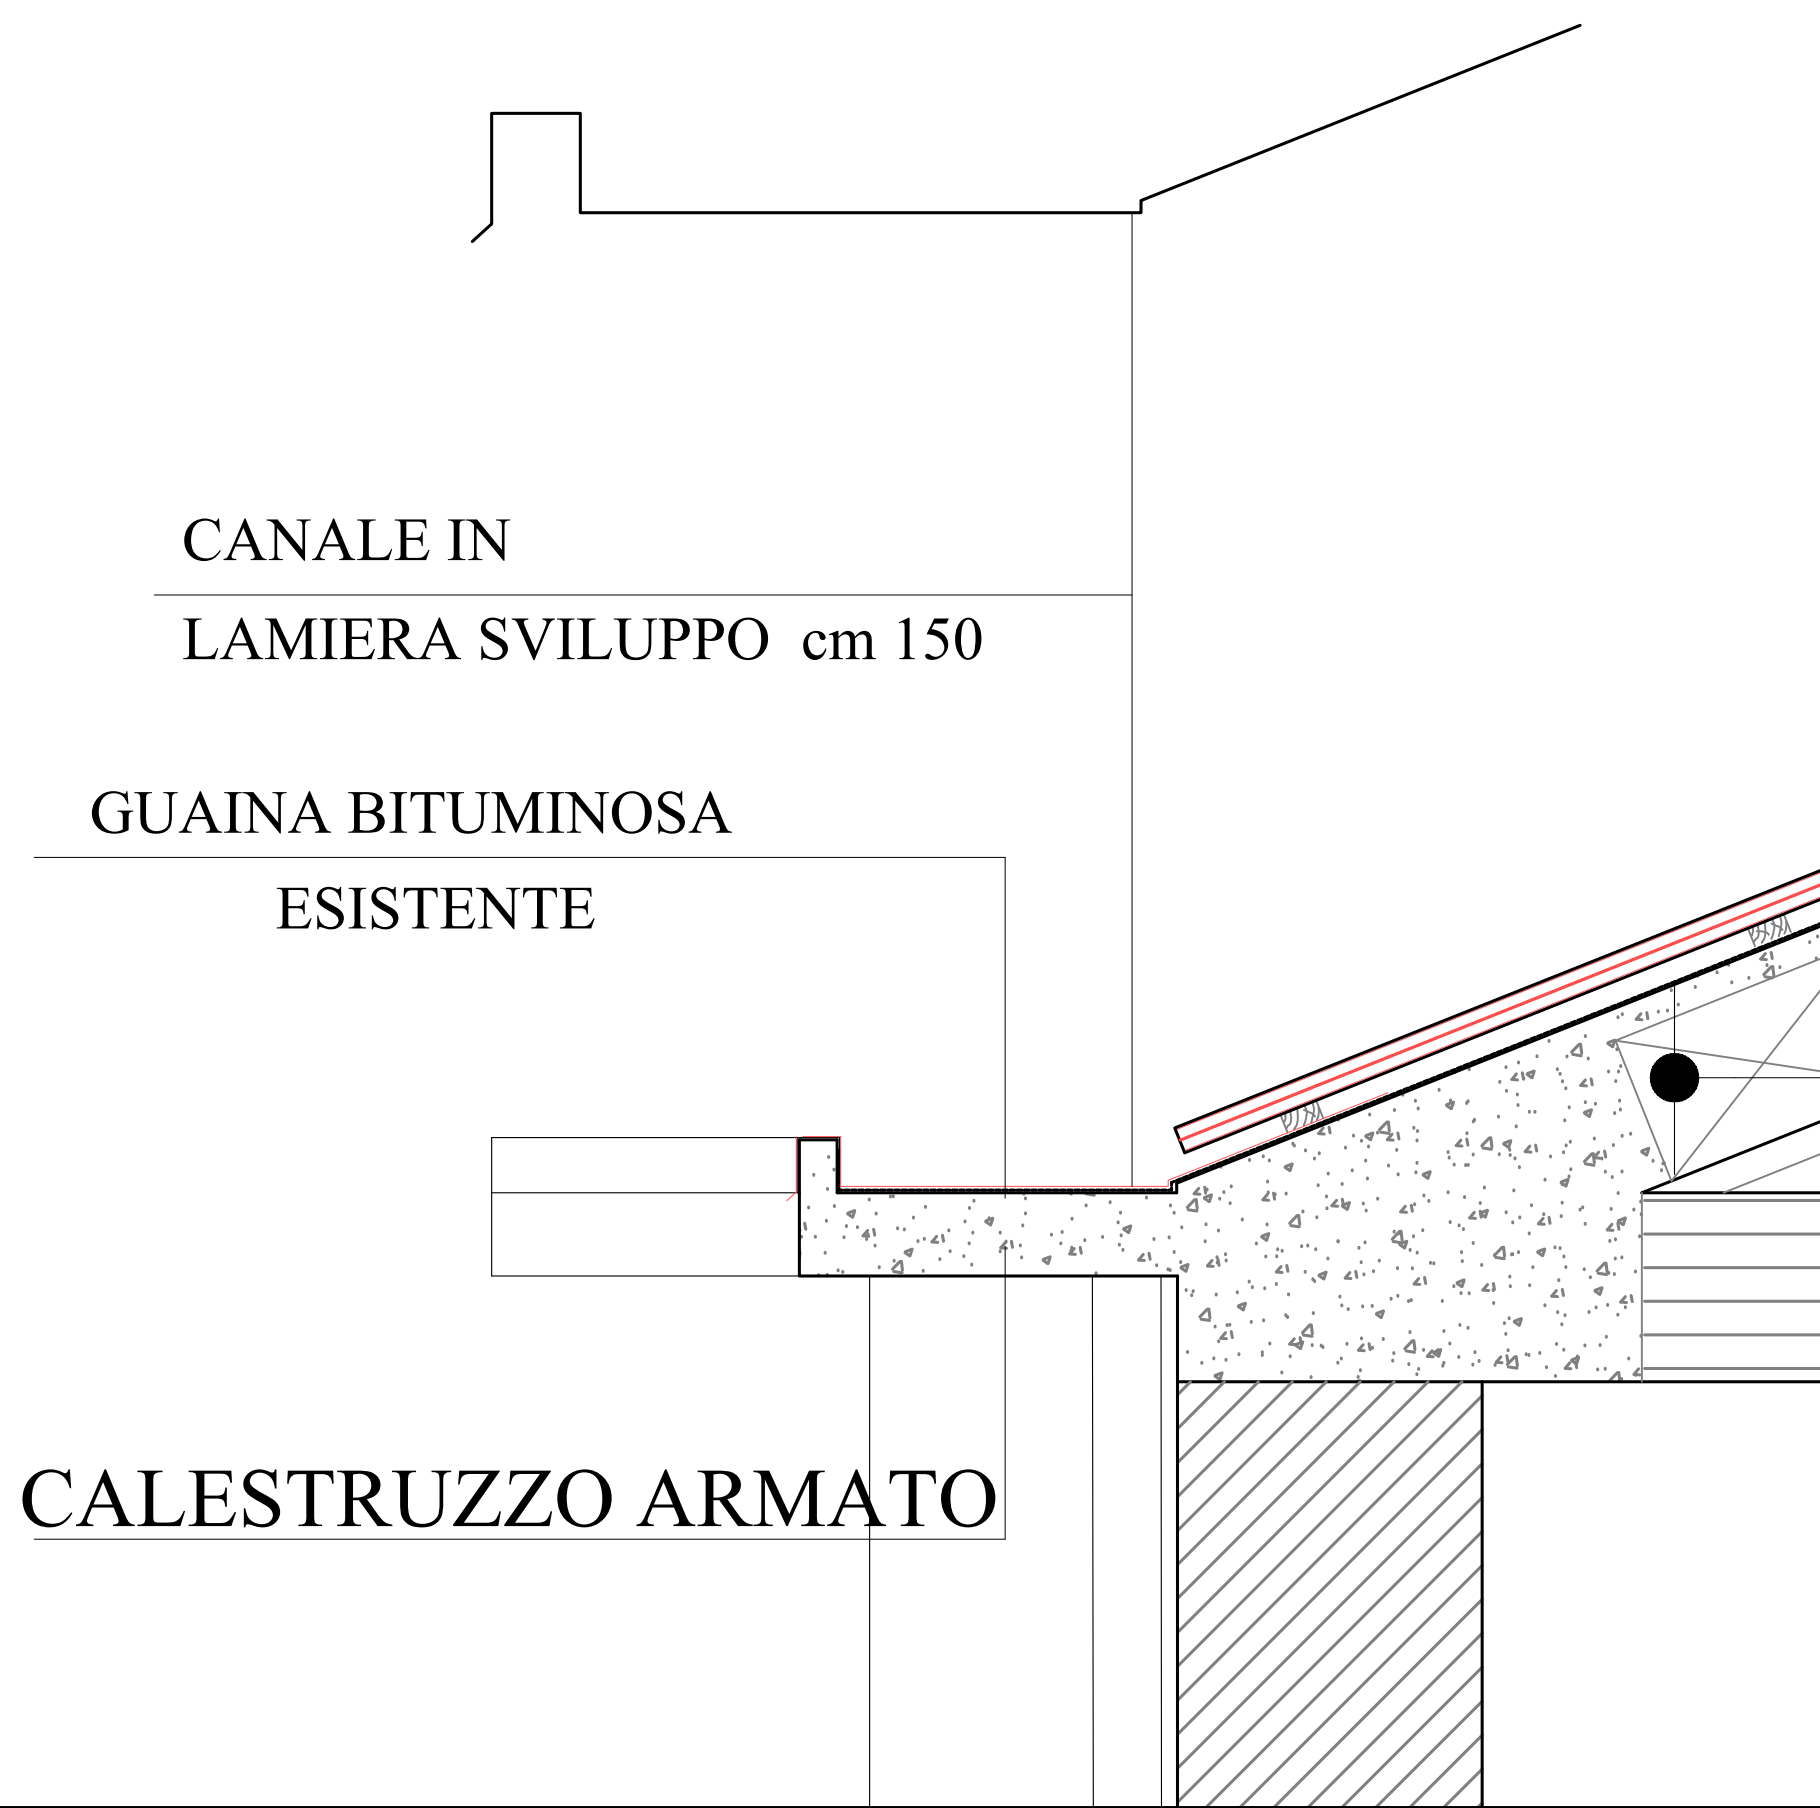 CANALE IN
LAMIERA SVILUPPO cm 150
GUAINA BITUMINOSA
ESISTENTE
CALESTRUZZO ARMATO